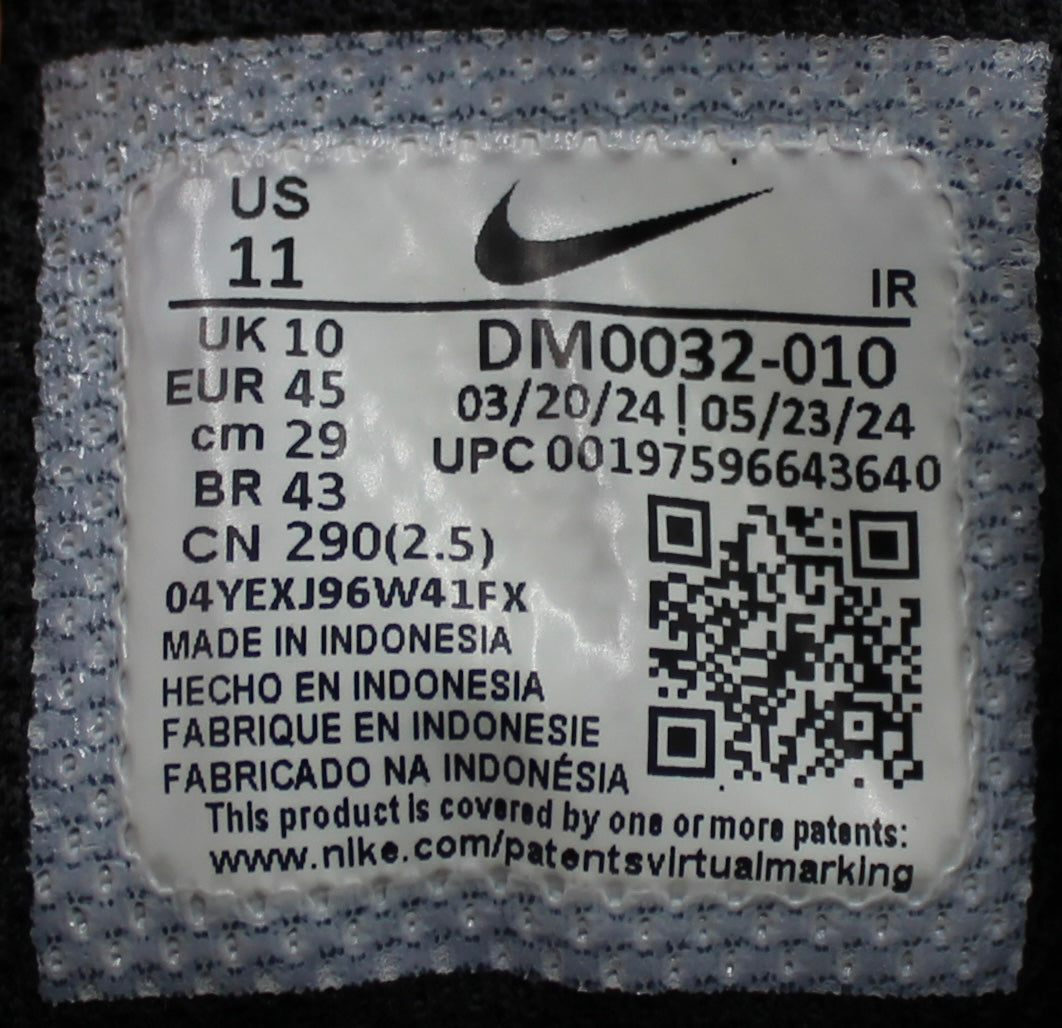 US
11
IR
UK 10
EUR 45
cm 29
BR 43
CN 290(2.5)
DM0032-010
03/20/24 | 05/23/24
UPC 00197596643640
04YEXJ96W41FX
MADE IN INDONESIA
HECHO EN INDONESIA
FABRIQUE EN INDONESIE
FABRICADO NA INDONÉSIA
This product is covered by one or more patents:
www.nike.com/patentsvirtualmarking